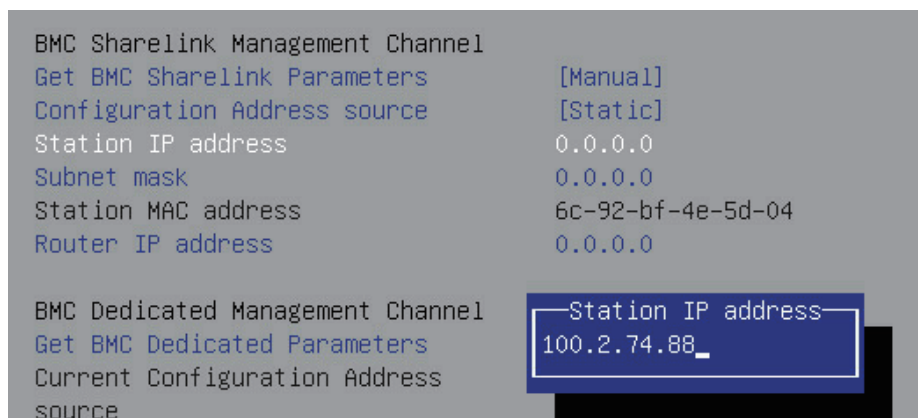 BMC Sharelink Management Channel
Get BMC Sharelink Parameters [Manual]
Configuration Address source [Static]
Station IP address 0.0.0.0
Subnet mask 0.0.0.0
Station MAC address 6c-92-bf-4e-5d-04
Router IP address 0.0.0.0
BMC Dedicated Management Channel
Get BMC Dedicated Parameters
Current Configuration Address
source
Station IP address
100.2.74.88_